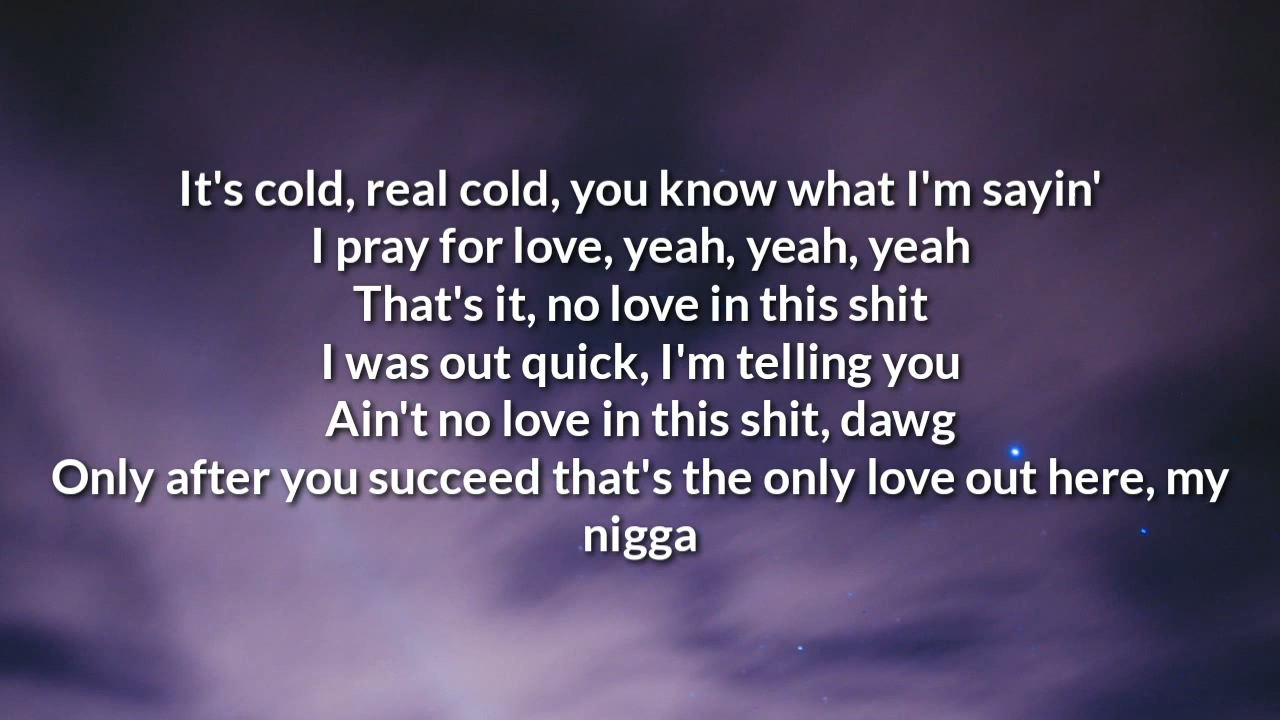 It's cold, real cold, you know what I'm sayin'
I pray for love, yeah, yeah, yeah
That's it, no love in this shit
I was out quick, I'm telling you
Ain't no love in this shit, dawg
Only after you succeed that's the only love out here, my
nigga